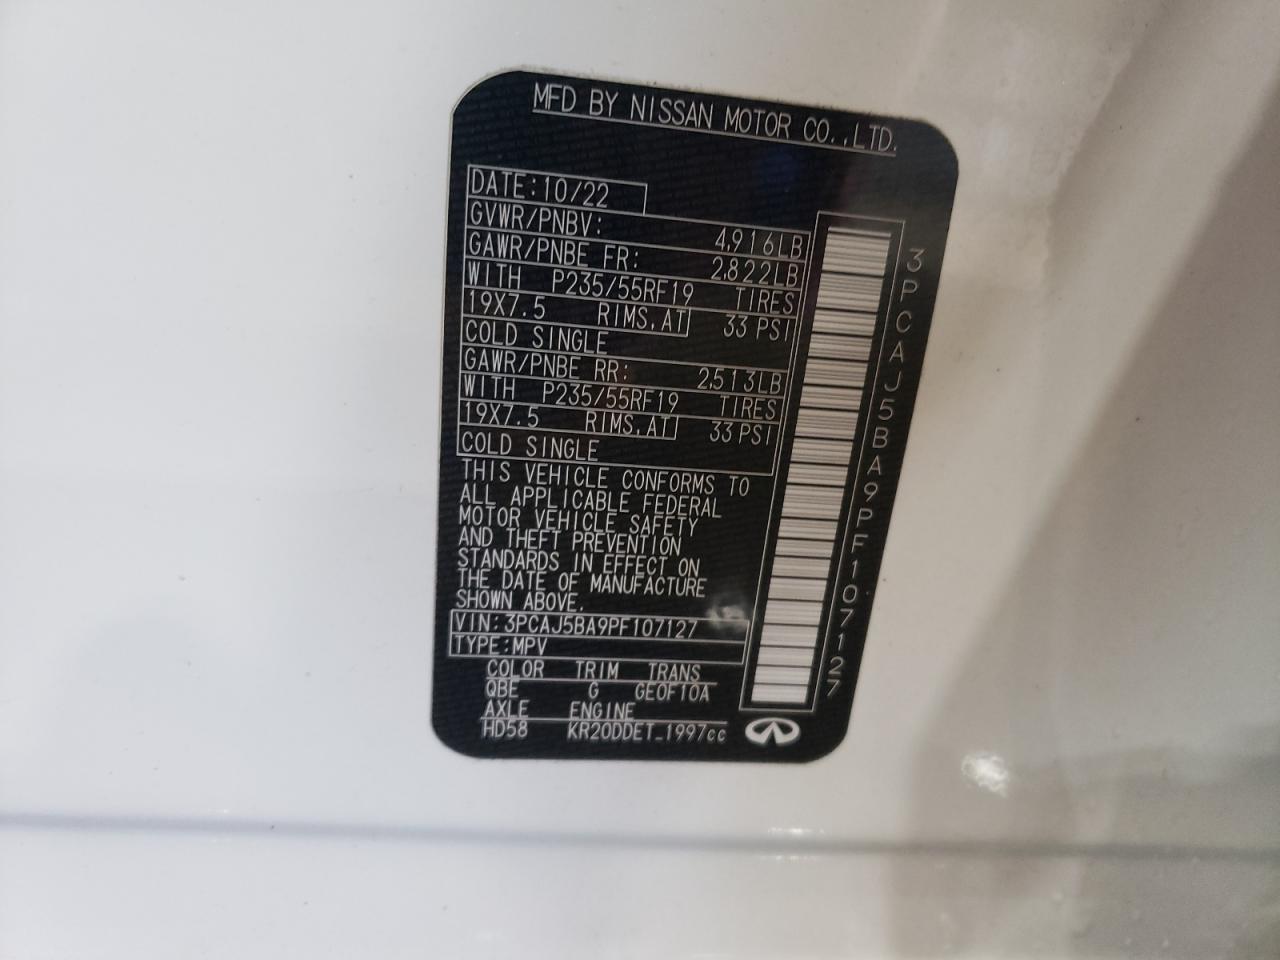 MFD BY NISSAN MOTOR CO.,LTD.
DATE:10/22
GVWR/PNBV: 4,916LB
GAWR/PNBE FR: 2,822LB
WITH P235/55RF19 TIRES
19X7.5 RIMS,AT 33 PSI
COLD SINGLE
GAWR/PNBE RR: 2,513LB
WITH P235/55RF19 TIRES
19X7.5 RIMS,AT 33 PSI
COLD SINGLE
THIS VEHICLE CONFORMS TO
ALL APPLICABLE FEDERAL
MOTOR VEHICLE SAFETY
AND THEFT PREVENTION
STANDARDS IN EFFECT ON
THE DATE OF MANUFACTURE
SHOWN ABOVE.
VIN:3PCAJ5BA9PF107127
TYPE:MPV
COLOR TRIM TRANS
QBE G GE0F10A
AXLE ENGINE
HD58 KR20DDET_1997cc
3PCAJ5BA9PF107127